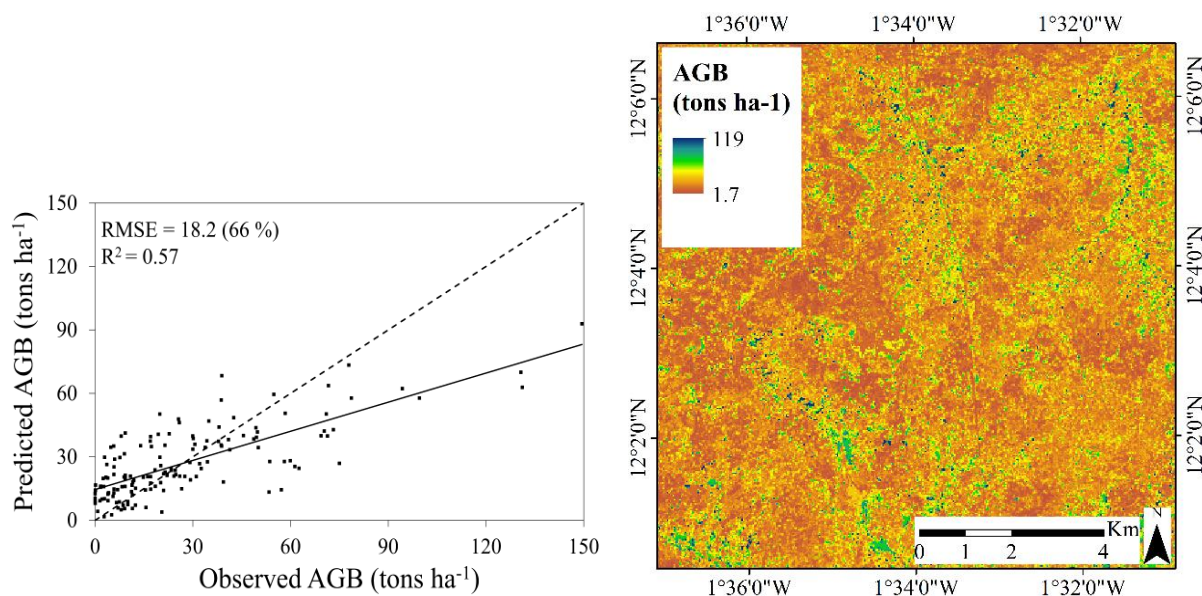 150
120
90
60
30
0
Predicted AGB (tons ha⁻¹)
RMSE = 18.2 (66 %)
R² = 0.57
0 30 60 90 120 150
Observed AGB (tons ha⁻¹)
1°36'0"W 1°34'0"W 1°32'0"W
12°6'0"N
12°4'0"N
12°2'0"N
AGB
(tons ha-1)
119
1.7
12°6'0"N
12°4'0"N
12°2'0"N
Km
0 1 2 4
N
1°36'0"W 1°34'0"W 1°32'0"W